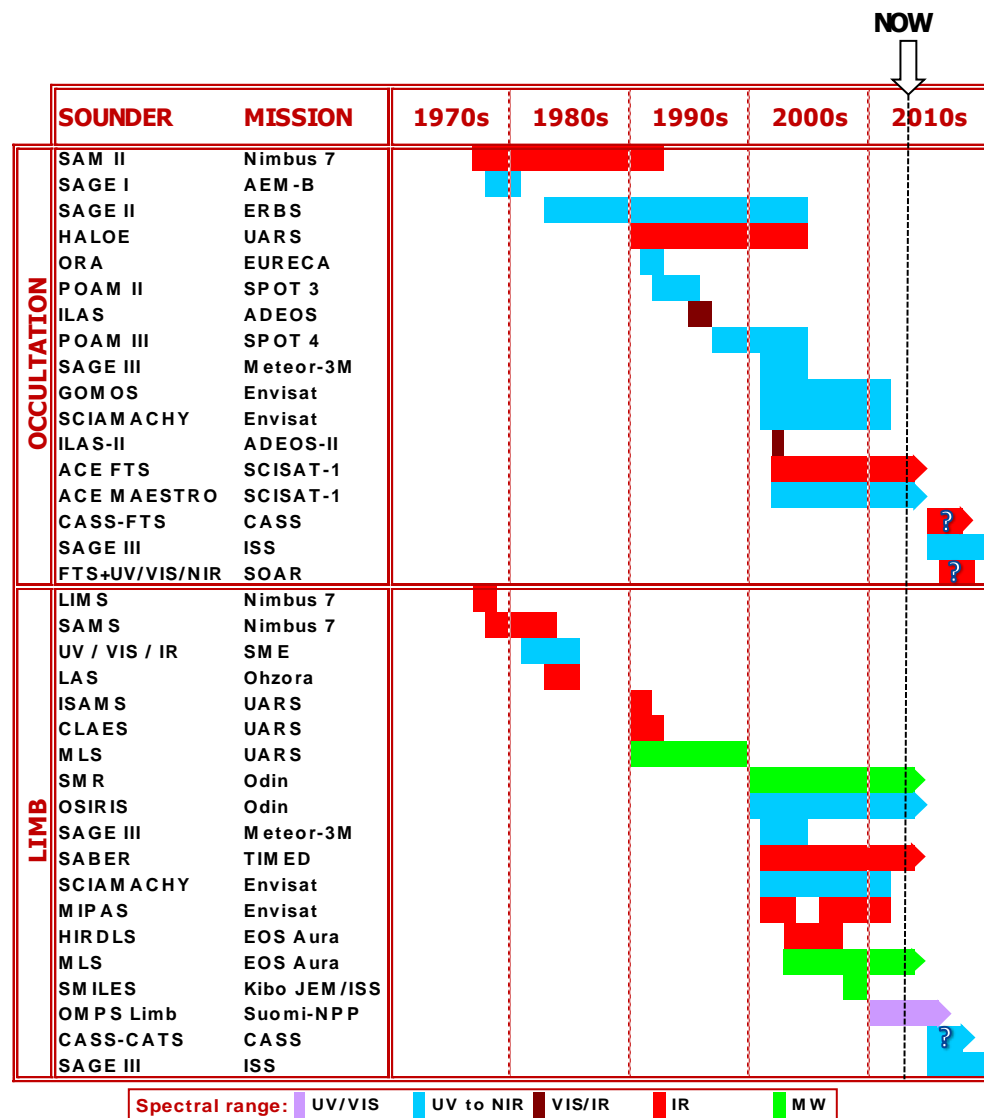 NOW
SOUNDER MISSION 1970s 1980s 1990s 2000s 2010s
OCCULTATION
SAM II Nimbus 7
SAGE I AEM-B
SAGE II ERBS
HALOE UARS
ORA EURECA
POAM II SPOT 3
ILAS ADEOS
POAM III SPOT 4
SAGE III Meteor-3M
GOMOS Envisat
SCIAMACHY Envisat
ILAS-II ADEOS-II
ACE FTS SCISAT-1
ACE MAESTRO SCISAT-1
CASS-FTS CASS ?
SAGE III ISS
FTS+UV/VIS/NIR SOAR ?
LIMB
LIMS Nimbus 7
SAMS Nimbus 7
UV / VIS / IR SME
LAS Ohzora
ISAMS UARS
CLAES UARS
MLS UARS
SMR Odin
OSIRIS Odin
SAGE III Meteor-3M
SABER TIMED
SCIAMACHY Envisat
MIPAS Envisat
HIRDLS EOS Aura
MLS EOS Aura
SMILES Kibo JEM/ISS
OMPS Limb Suomi-NPP
CASS-CATS CASS ?
SAGE III ISS
Spectral range: UV/VIS UV to NIR VIS/IR IR MW